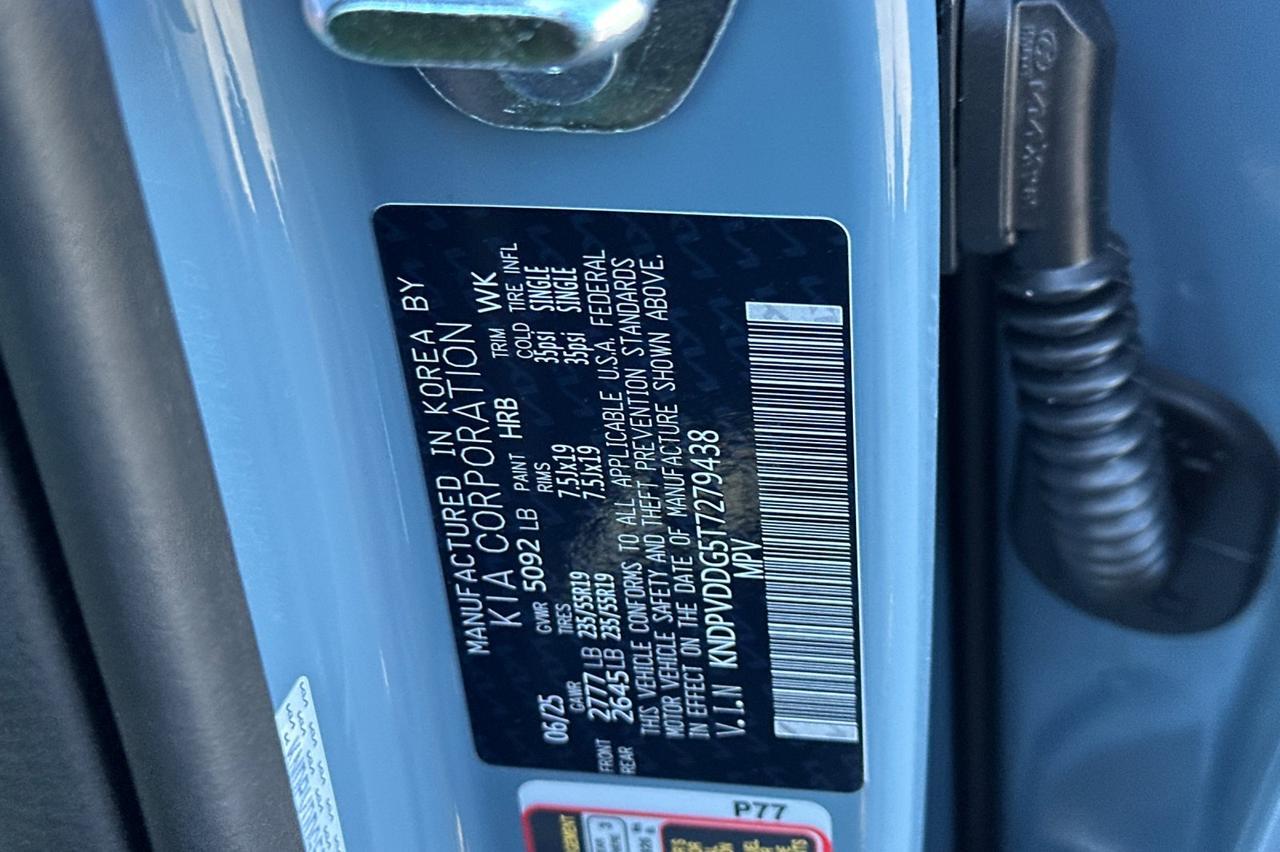 MANUFACTURED IN KOREA BY
KIA CORPORATION
06/25 GVWR 5092 LB PAINT HRB TRIM WK
GAWR TIRES RIMS COLD TIRE INFL
FRONT 2777 LB 235/55R19 7.5Jx19 35psi SINGLE
REAR 2645LB 235/55R19 7.5Jx19 35psi SINGLE
THIS VEHICLE CONFORMS TO ALL APPLICABLE U.S.A. FEDERAL
MOTOR VEHICLE SAFETY AND THEFT PREVENTION STANDARDS
IN EFFECT ON THE DATE OF MANUFACTURE SHOWN ABOVE.
V.I.N KNDPVDDG5T7279438
MPV
P77